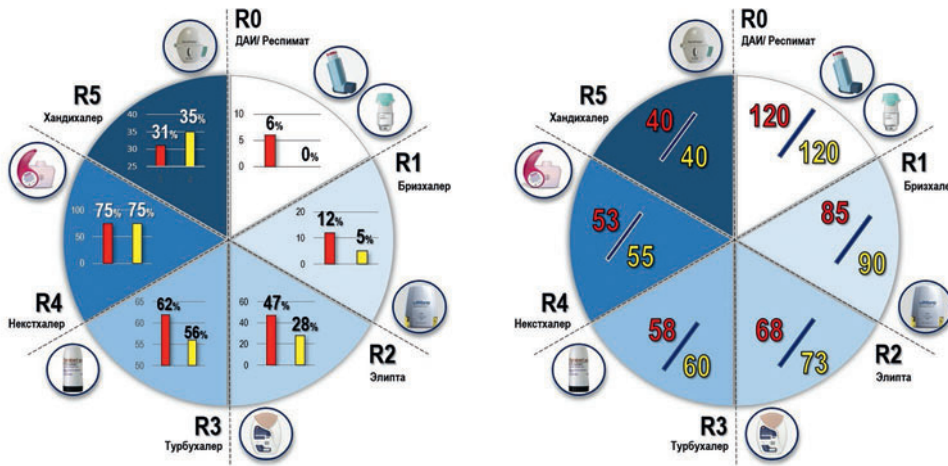 R0
ДАИ/ Респимат
R5
Хандихалер
40
35
30
25
31%
35%
10
5
0
6%
0%
R1
Бризхалер
100
50
0
75%
75%
20
10
0
12%
5%
R4
Некстхалер
65
60
55
50
62%
56%
60
40
20
0
47%
28%
R2
Элипта
R3
Турбухалер
R0
ДАИ/ Респимат
R5
Хандихалер
40
40
120
120
R1
Бризхалер
53
55
85
90
R4
Некстхалер
58
60
68
73
R2
Элипта
R3
Турбухалер